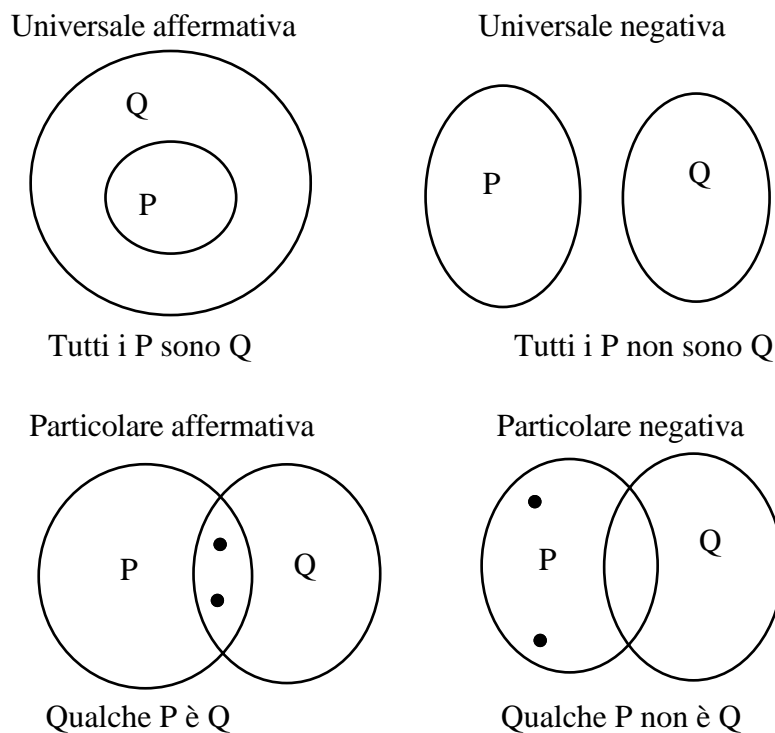 Universale affermativa
Universale negativa
Q
P
P
Q
Tutti i P sono Q
Tutti i P non sono Q
Particolare affermativa
Particolare negativa
P
Q
P
Q
Qualche P è Q
Qualche P non è Q